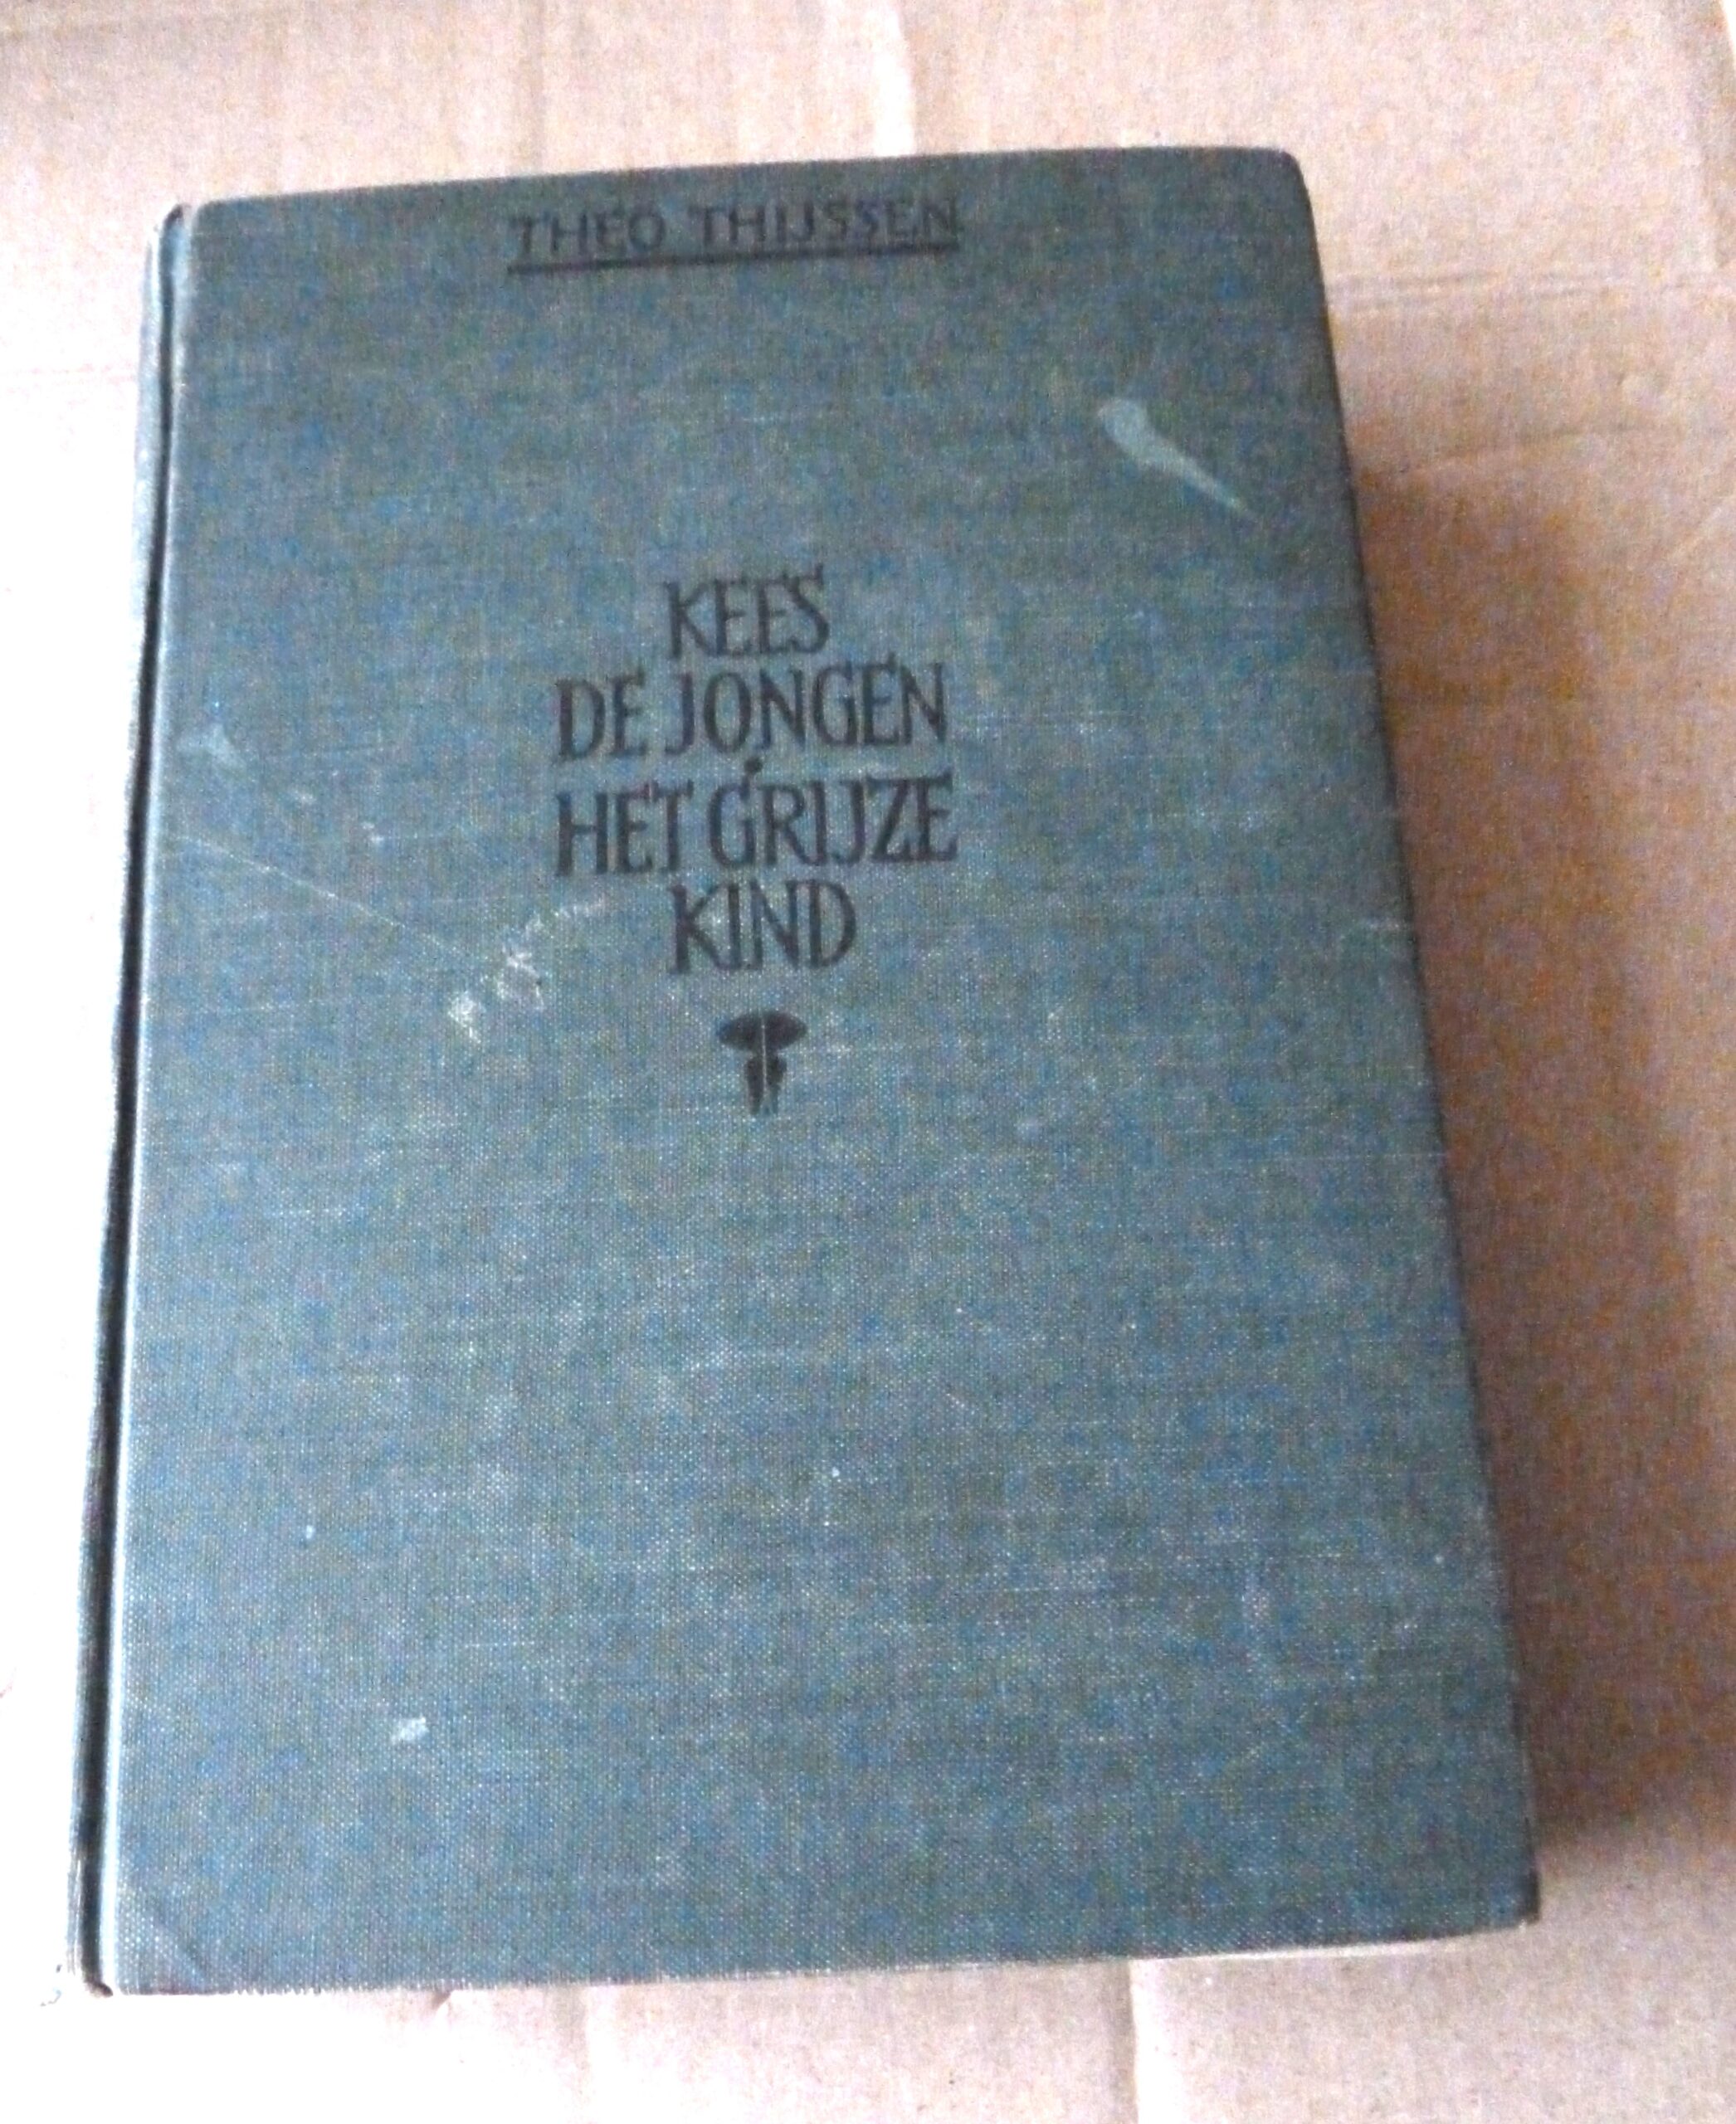 THEO THIJSSEN
KEES
DE JONGEN
•
HET GRIJZE
KIND